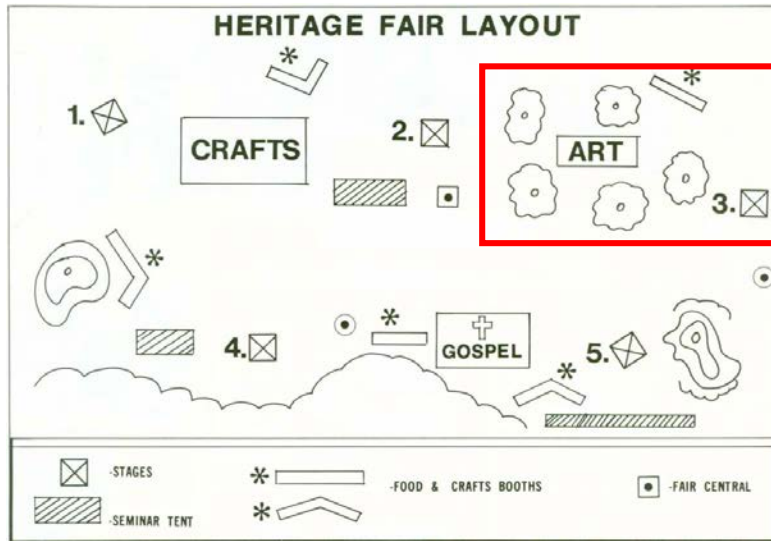 HERITAGE FAIR LAYOUT
*
*
1.
2.
CRAFTS
ART
3.
*
*
4.
GOSPEL
5.
*
-STAGES
*
-FOOD & CRAFTS BOOTHS
-FAIR CENTRAL
-SEMINAR TENT
*